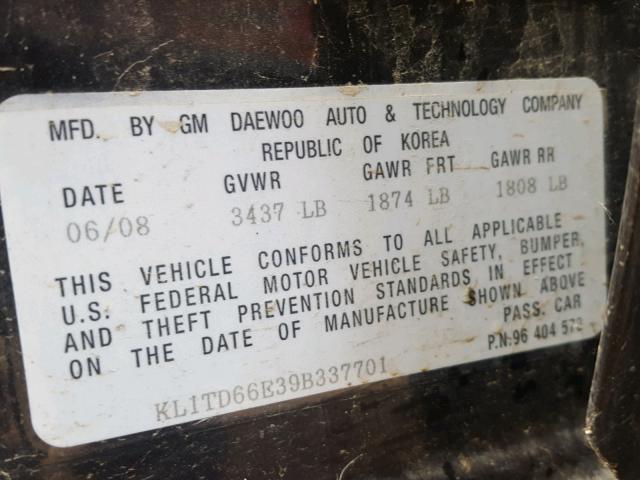 MFD. BY GM DAEWOO AUTO & TECHNOLOGY COMPANY
REPUBLIC OF KOREA
DATE GVWR GAWR FRT GAWR RR
06/08 3437 LB 1874 LB 1808 LB
THIS VEHICLE CONFORMS TO ALL APPLICABLE
U.S. FEDERAL MOTOR VEHICLE SAFETY, BUMPER,
AND THEFT PREVENTION STANDARDS IN EFFECT
ON THE DATE OF MANUFACTURE SHOWN ABOVE
PASS. CAR
KL1TD66E39B337701 P.N:96 404 573